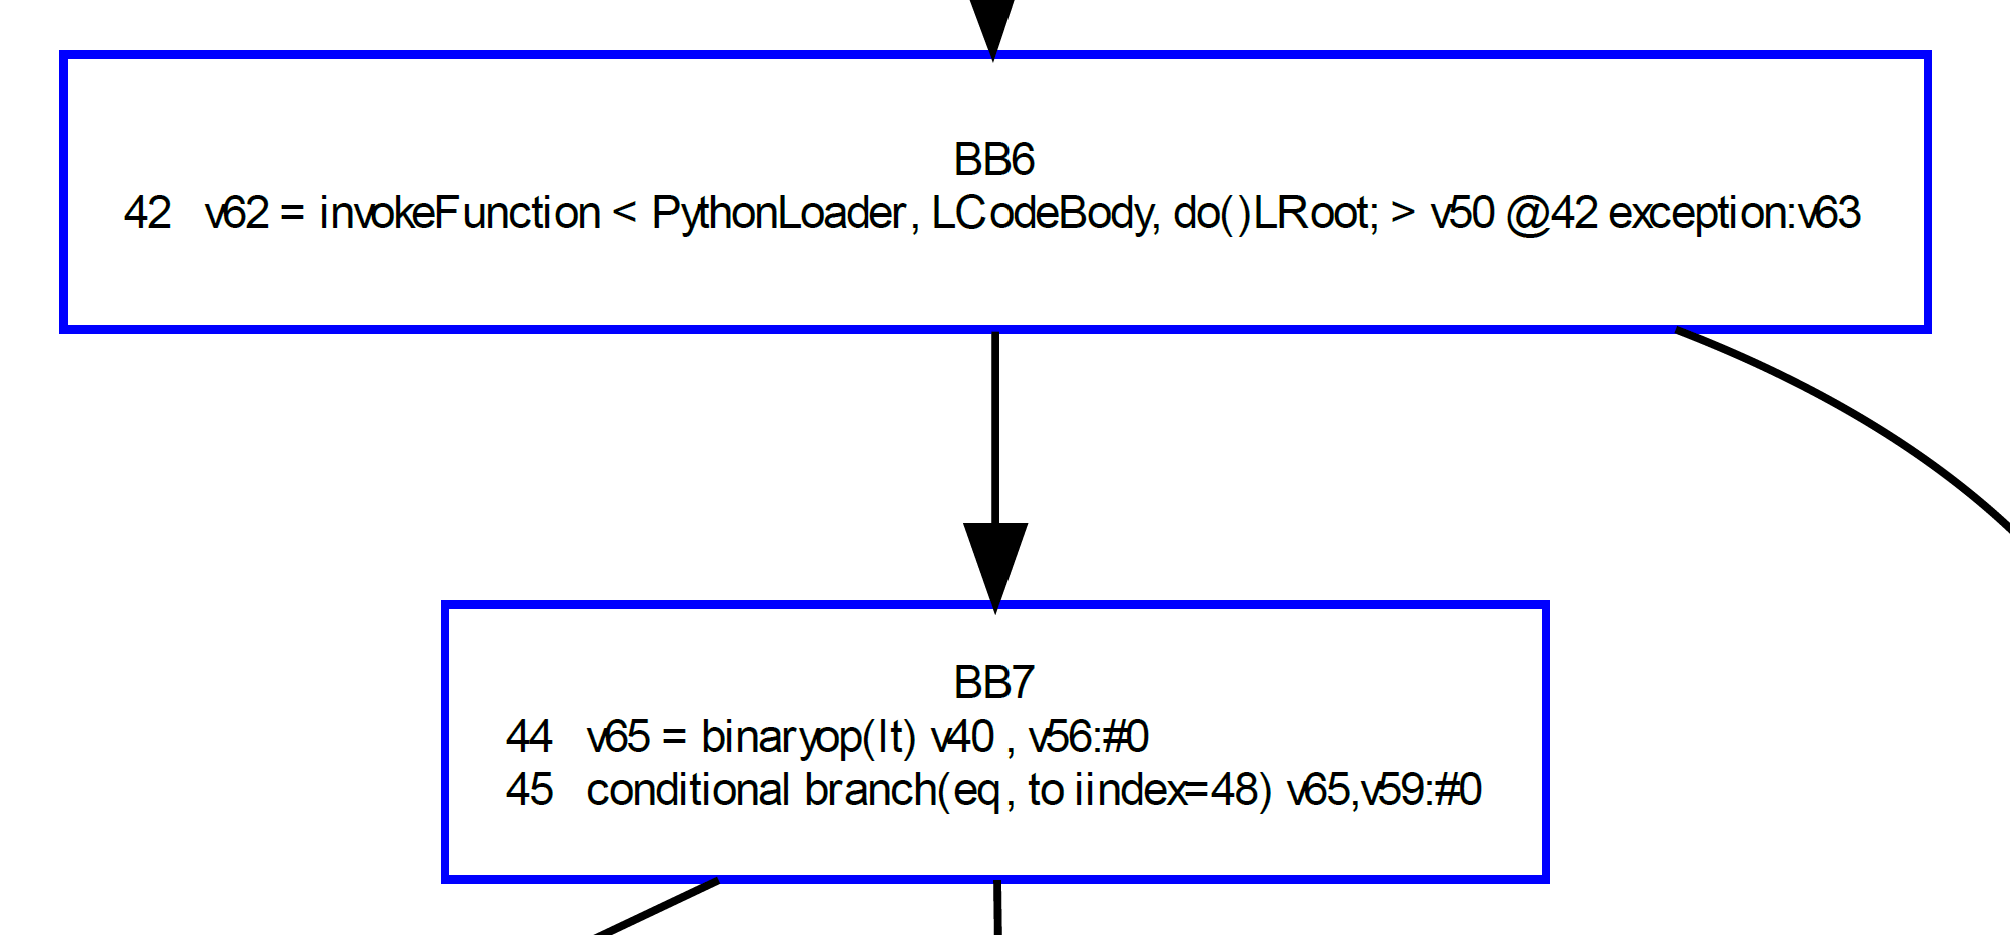 BB6
42 v62 = invokeFunction < PythonLoader, LCodeBody, do()LRoot; > v50 @42 exception:v63
BB7
44 v65 = binaryop(lt) v40 , v56:#0
45 conditional branch(eq, to iindex=48) v65,v59:#0